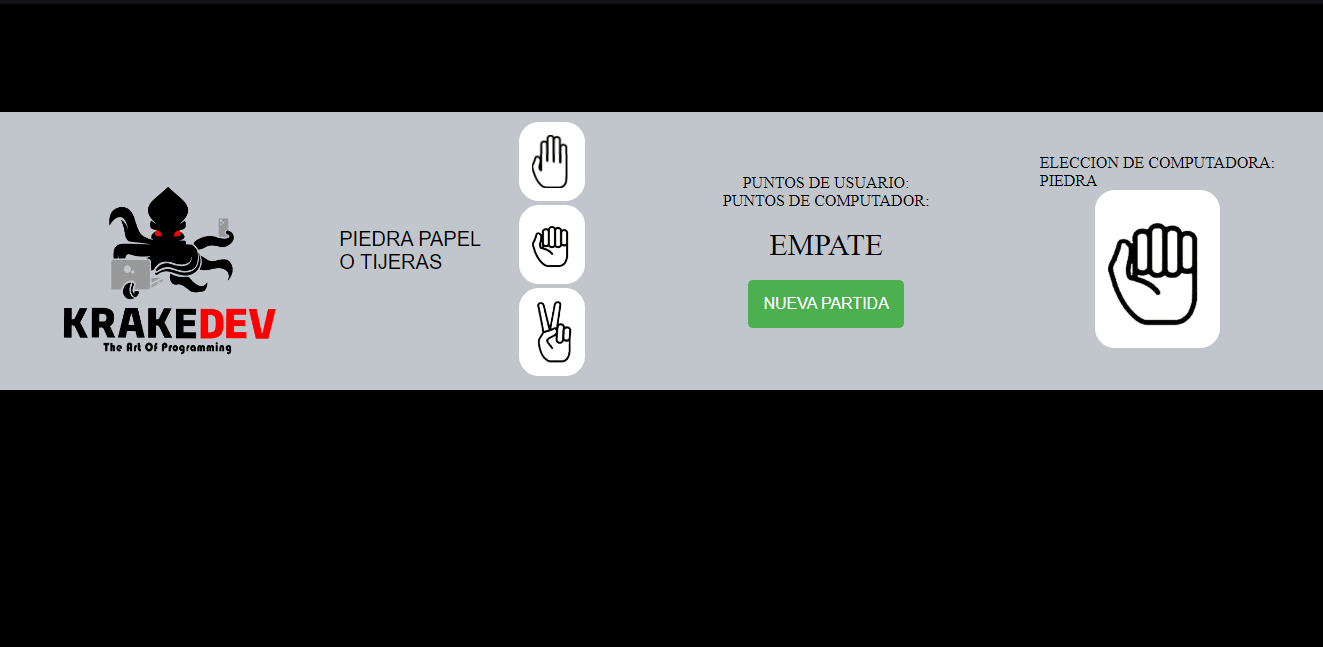 KRAKEDEV
The Art Of Programming
PIEDRA PAPEL
O TIJERAS
PUNTOS DE USUARIO:
PUNTOS DE COMPUTADOR:
EMPATE
NUEVA PARTIDA
ELECCION DE COMPUTADORA:
PIEDRA